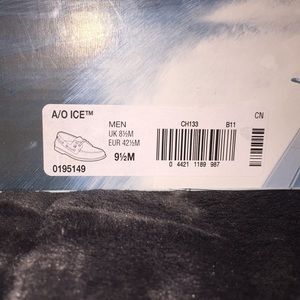 A/O ICE™
MEN
UK 8½M
EUR 42½M
9½M
0195149
CH133 B11
0 4421 1189 987
CN